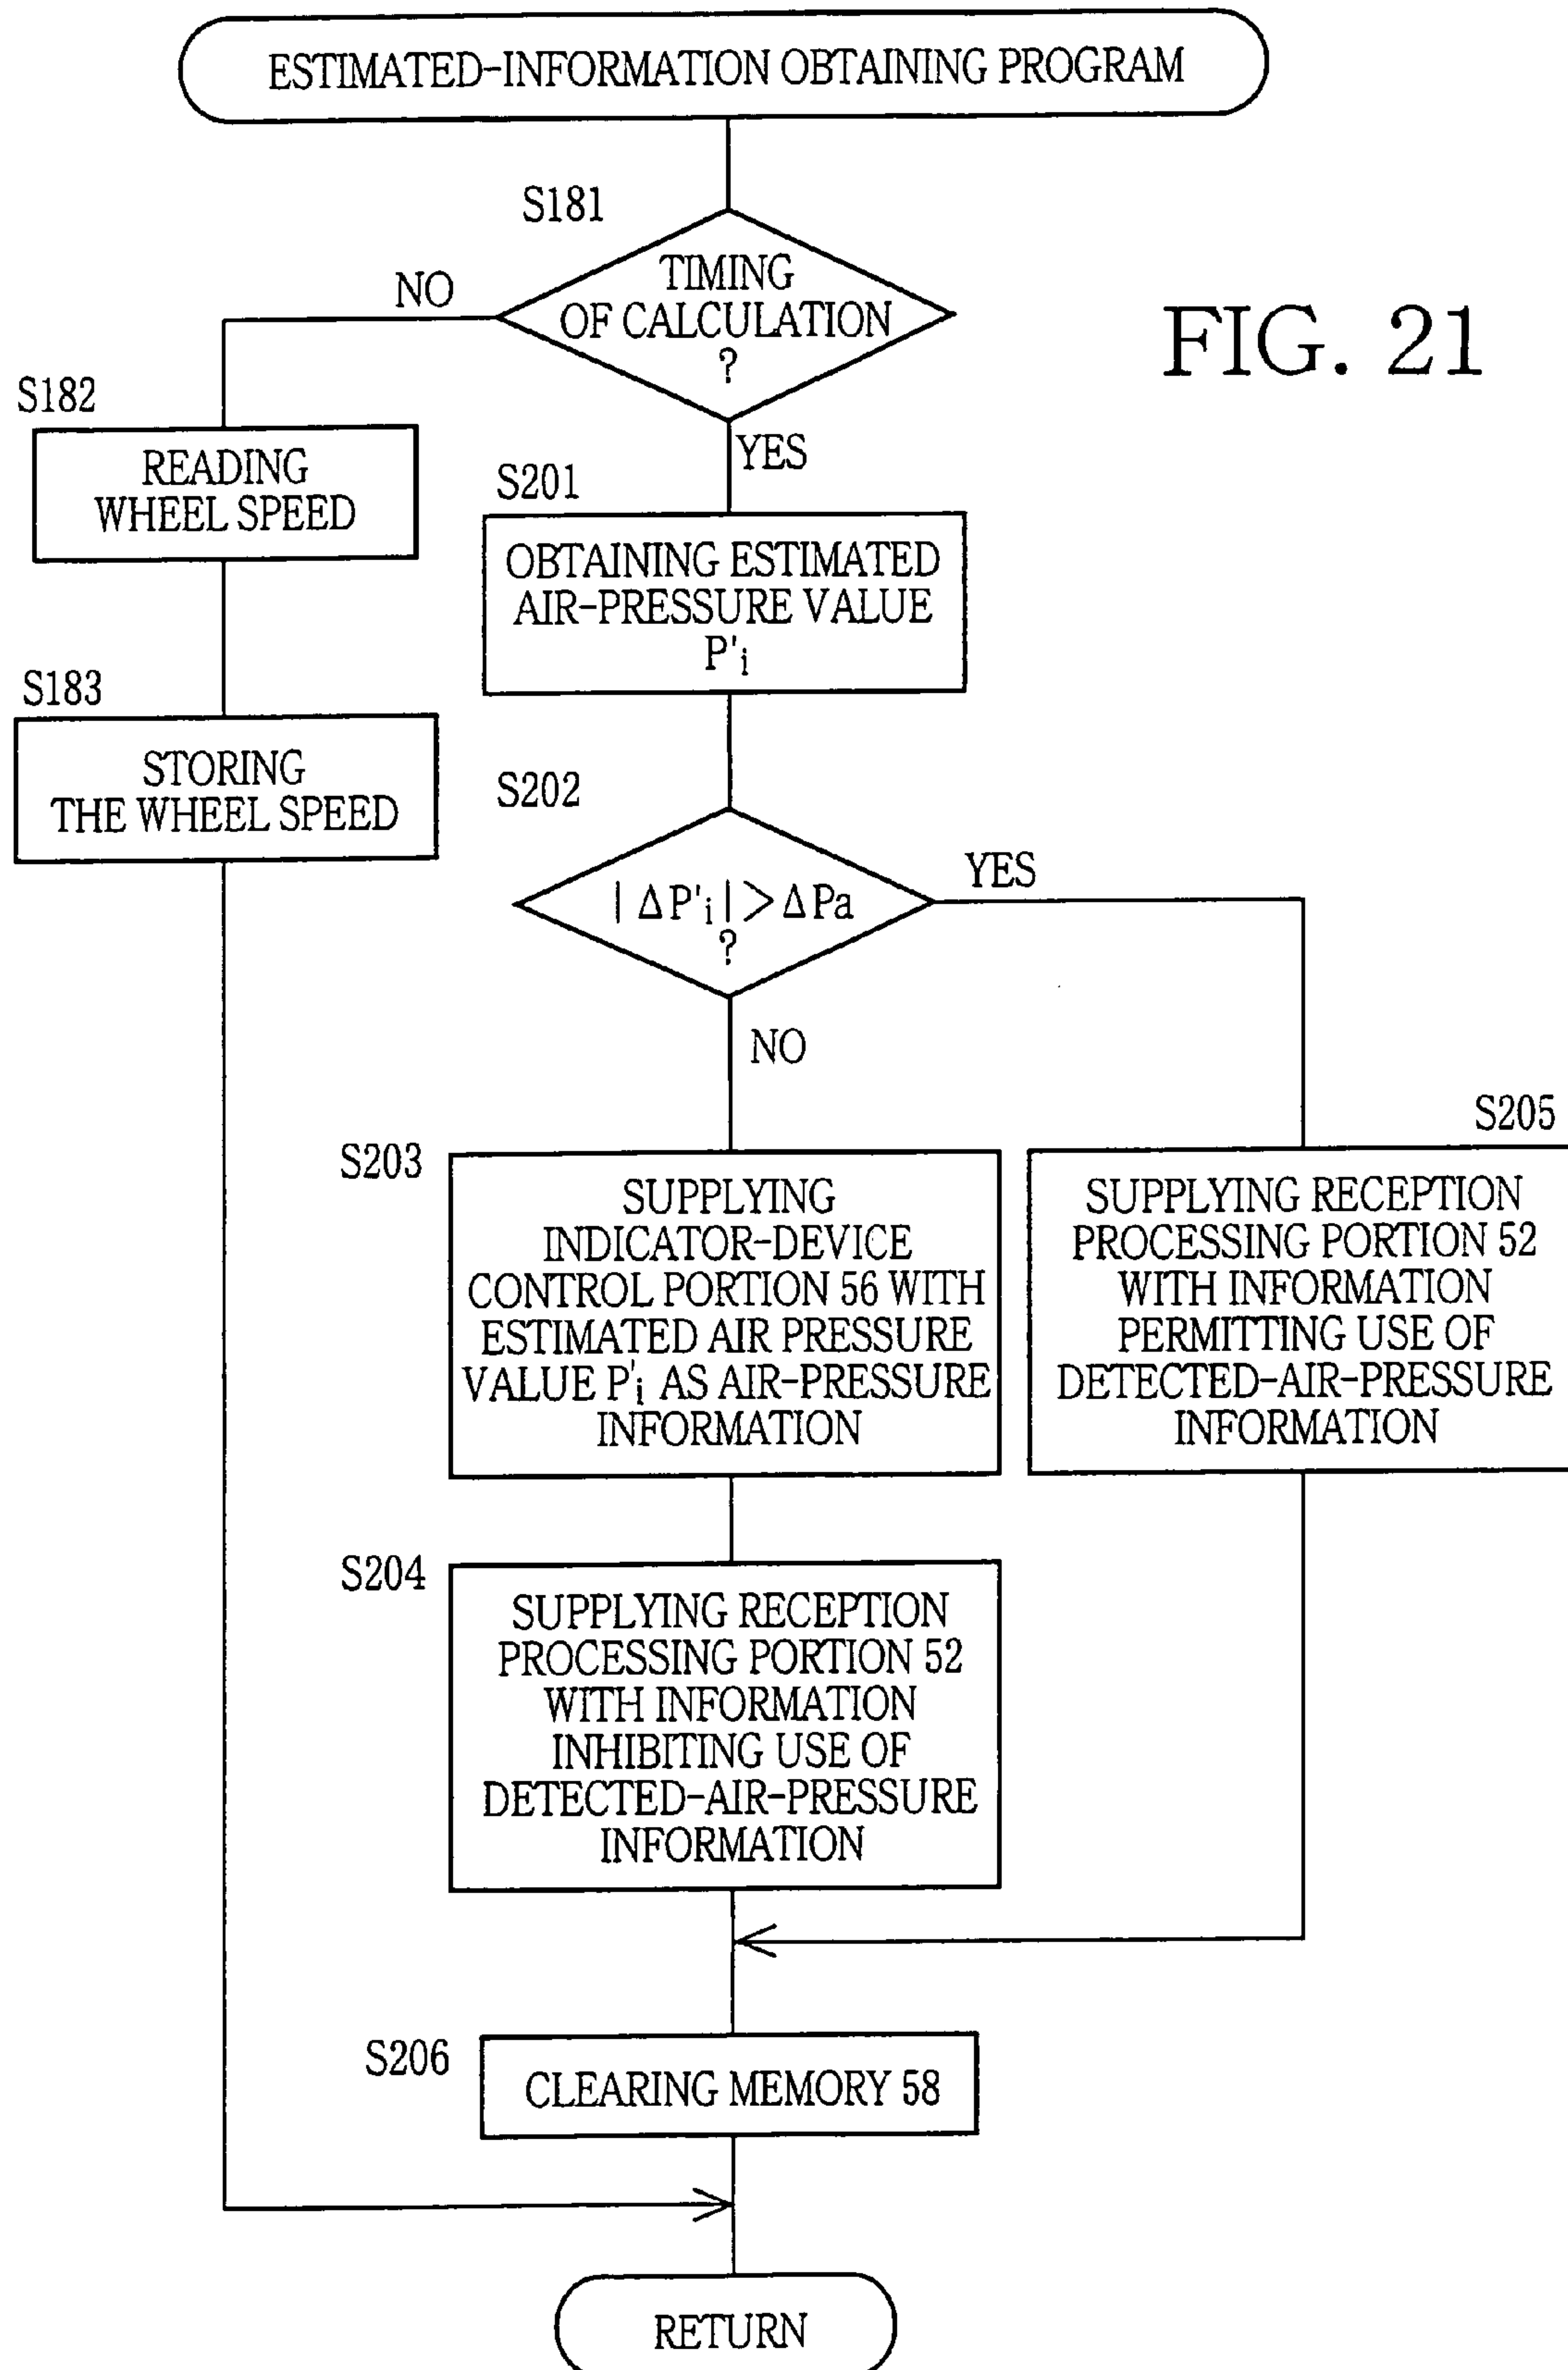 ESTIMATED-INFORMATION OBTAINING PROGRAM
S181
TIMING
OF CALCULATION
?
NO
YES
FIG. 21
S182
READING
WHEEL SPEED
S183
STORING
THE WHEEL SPEED
S201
OBTAINING ESTIMATED
AIR-PRESSURE VALUE
P'i
S202
| ΔP'i | > ΔPa
?
YES
NO
S203
SUPPLYING
INDICATOR-DEVICE
CONTROL PORTION 56 WITH
ESTIMATED AIR PRESSURE
VALUE P'i AS AIR-PRESSURE
INFORMATION
S205
SUPPLYING RECEPTION
PROCESSING PORTION 52
WITH INFORMATION
PERMITTING USE OF
DETECTED-AIR-PRESSURE
INFORMATION
S204
SUPPLYING RECEPTION
PROCESSING PORTION 52
WITH INFORMATION
INHIBITING USE OF
DETECTED-AIR-PRESSURE
INFORMATION
S206
CLEARING MEMORY 58
RETURN